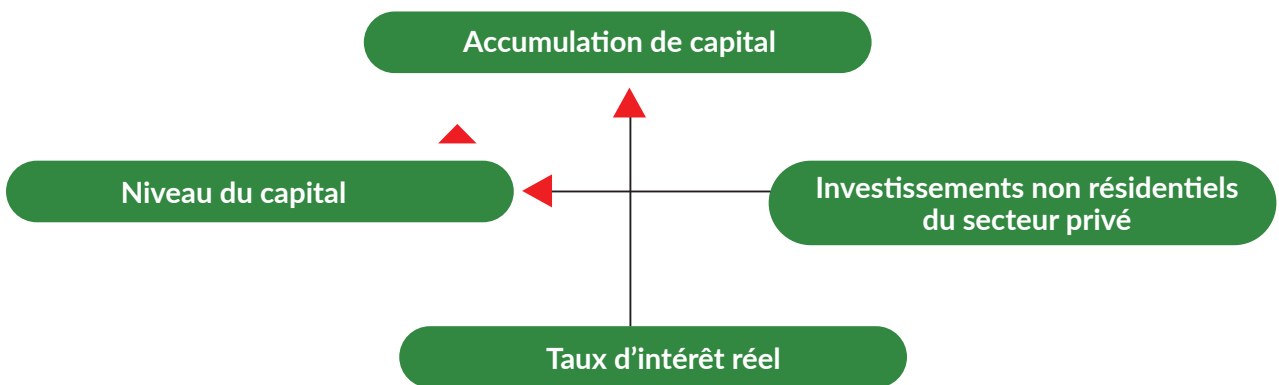 Accumulation de capital
Niveau du capital
Investissements non résidentiels
du secteur privé
Taux d’intérêt réel